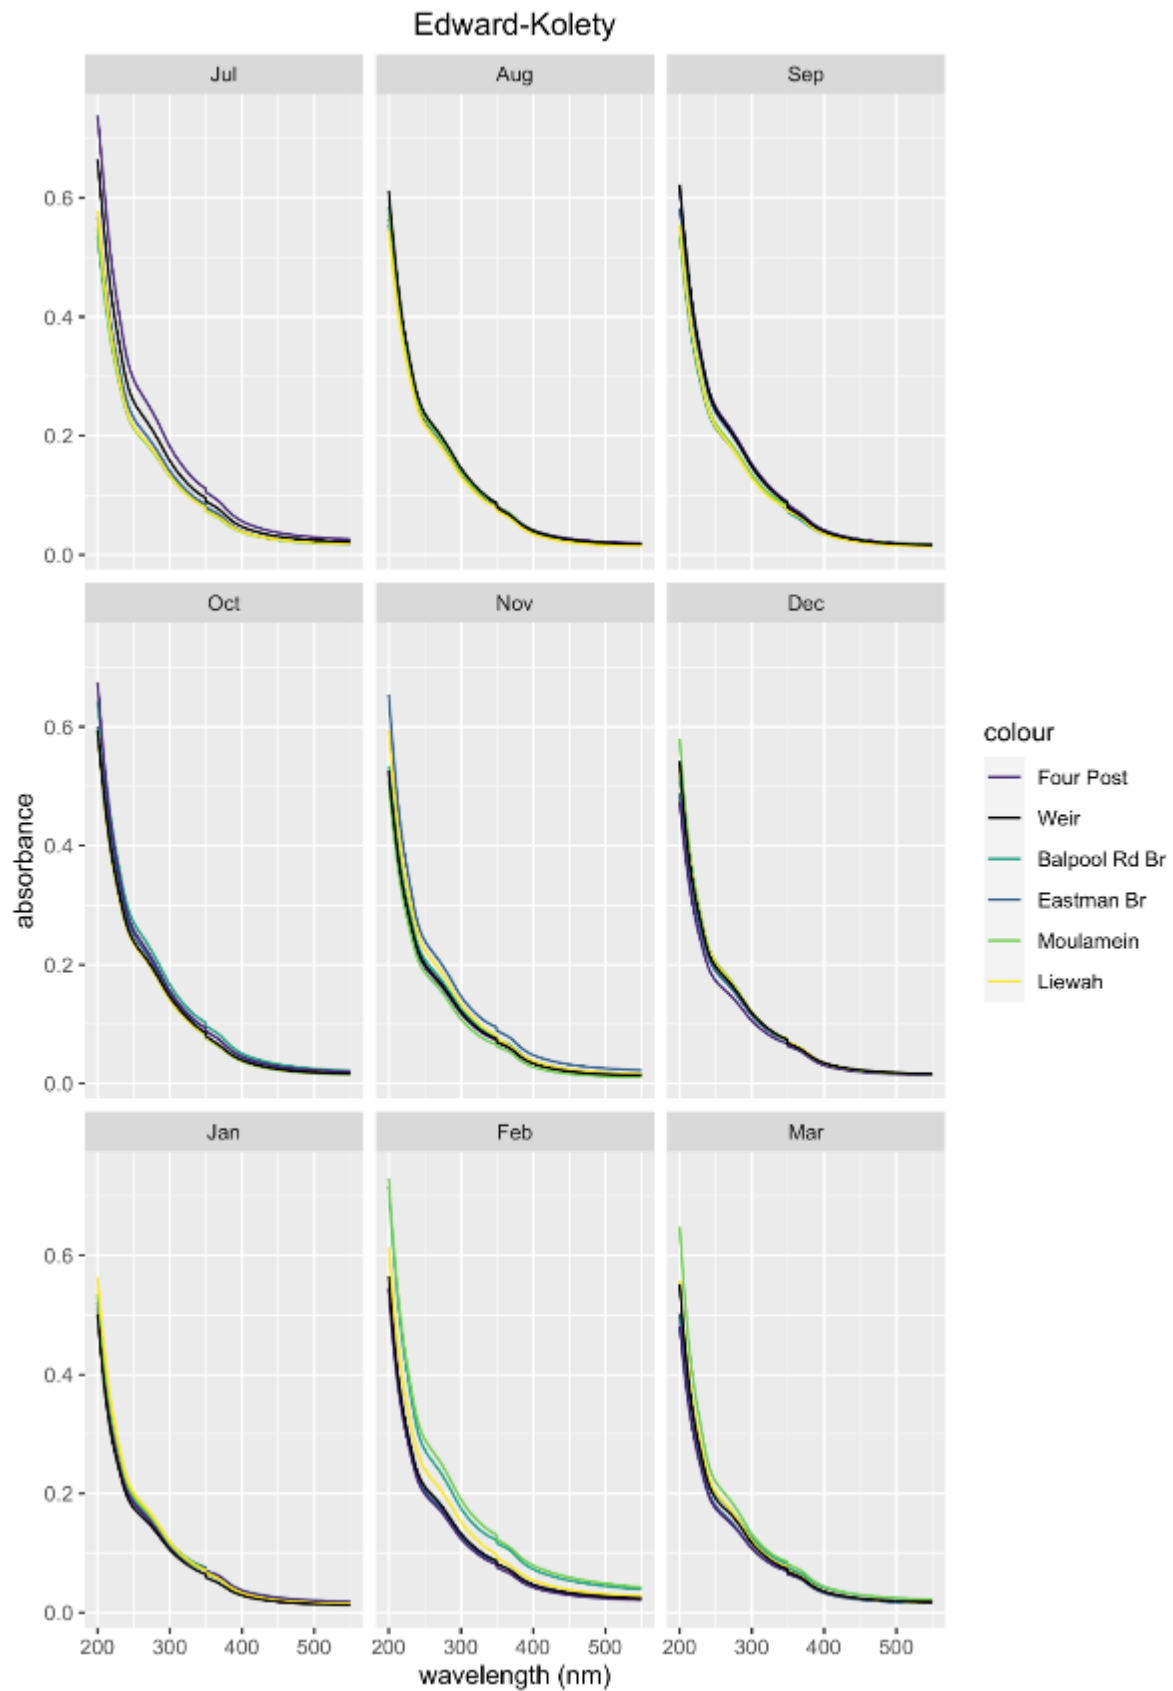 Edward-Kolety
Jul Aug Sep
0.6
0.4
0.2
0.0
Oct Nov Dec
0.6
0.4
0.2
0.0
Jan Feb Mar
0.6
0.4
0.2
0.0
200 300 400 500 200 300 400 500 200 300 400 500
wavelength (nm)
absorbance
colour
Four Post
Weir
Balpool Rd Br
Eastman Br
Moulamein
Liewah